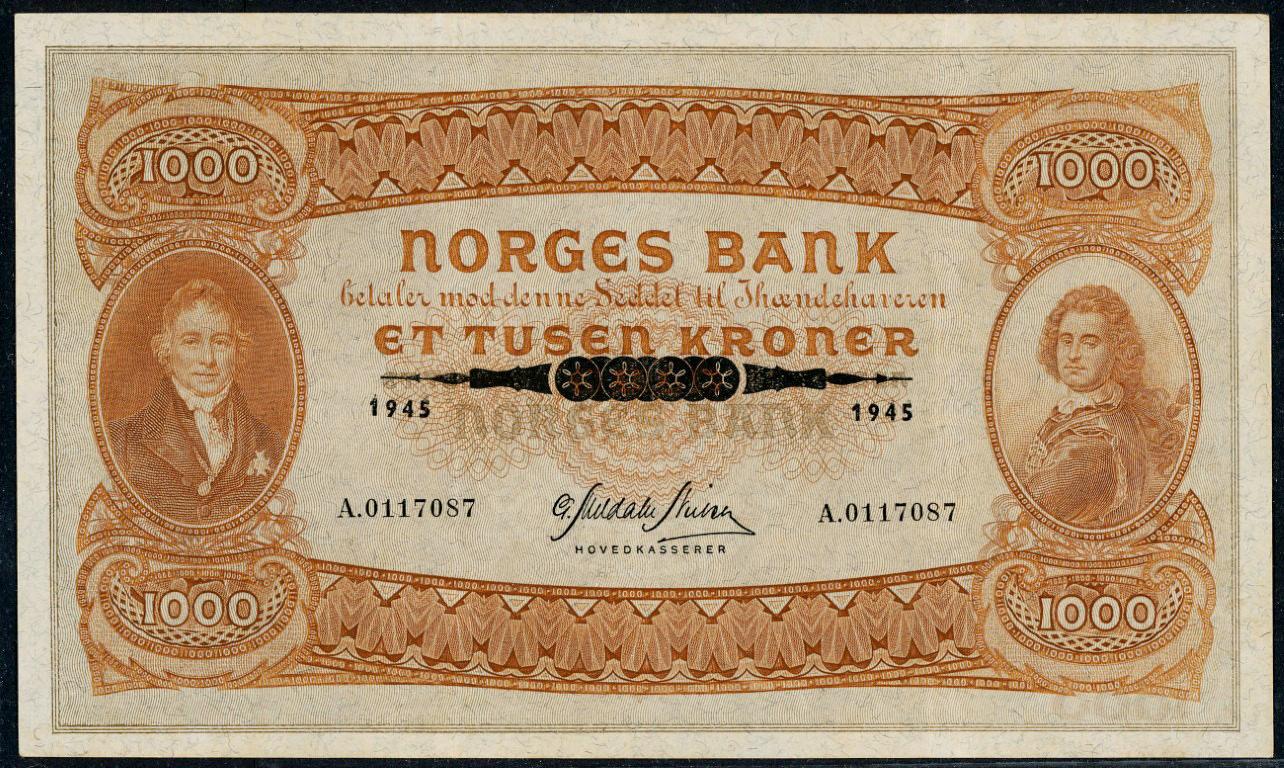 1000 1000
NORGES BANK
betaler mod denne Seddel til Ihændehaveren
ET TUSEN KRONER
1945 1945
NORGES BANK
A.0117087 A.0117087
HOVEDKASSERER
1000 1000